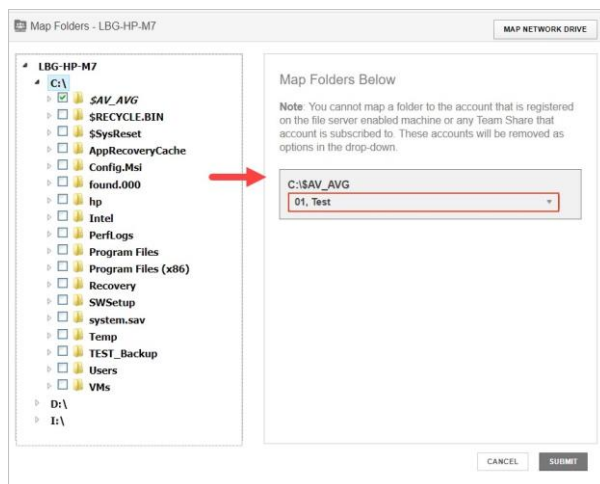 Map Folders - LBG-HP-M7
MAP NETWORK DRIVE
LBG-HP-M7
C:\
$AV_AVG
$RECYCLE.BIN
$SysReset
AppRecoveryCache
Config.Msi
found.000
hp
Intel
PerfLogs
Program Files
Program Files (x86)
Recovery
SWSetup
system.sav
Temp
TEST_Backup
Users
VMs
D:\
I:\
Map Folders Below
Note: You cannot map a folder to the account that is registered
on the file server enabled machine or any Team Share that
account is subscribed to. These accounts will be removed as
options in the drop-down.
C:\$AV_AVG
01, Test
CANCEL
SUBMIT